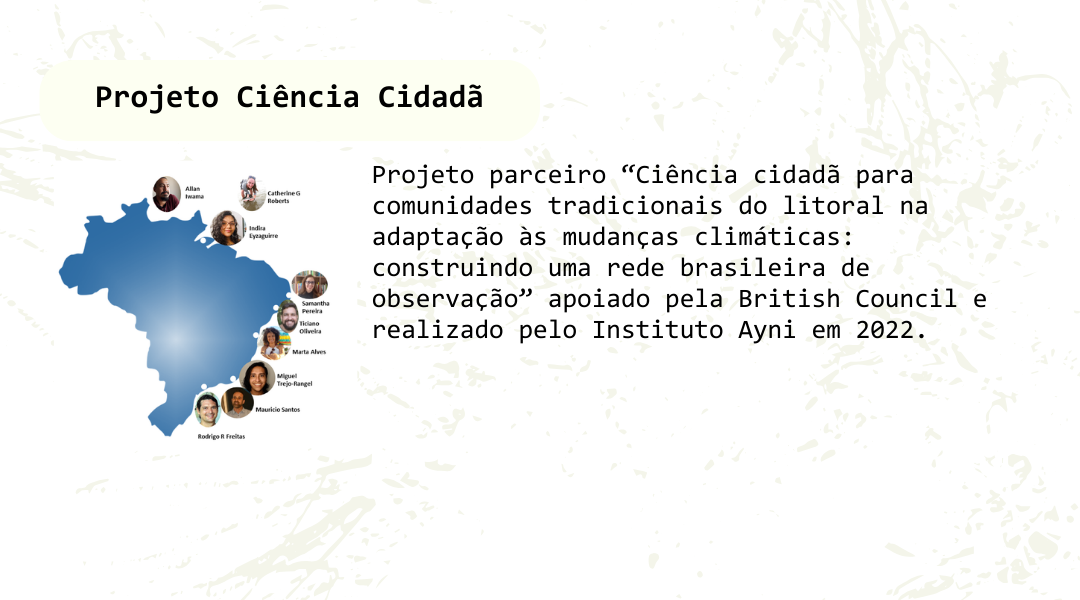 Projeto Ciência Cidadã
Projeto parceiro “Ciência cidadã para
comunidades tradicionais do litoral na
adaptação às mudanças climáticas:
construindo uma rede brasileira de
observação” apoiado pela British Council e
realizado pelo Instituto Ayni em 2022.
Allan
Iwama
Catherine G
Roberts
Indira
Eyzaguirre
Samantha
Pereira
Ticiano
Oliveira
Marta Alves
Miguel
Trejo-Rangel
Mauricio Santos
Rodrigo R Freitas